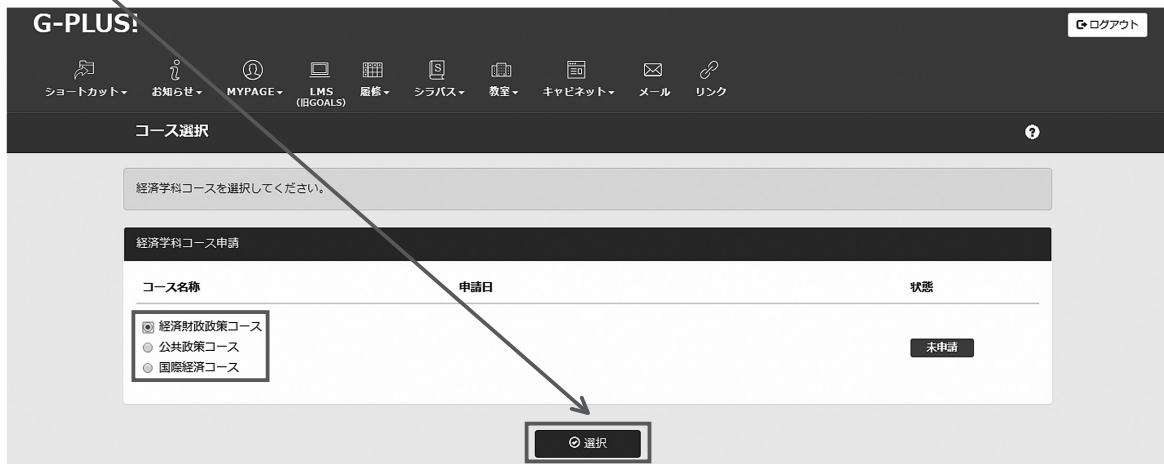 G-PLUS!
ログアウト
ショートカット お知らせ MYPAGE LMS (旧GOALS) 履修 シラバス 教室 キャビネット メール リンク
コース選択
経済学科コースを選択してください。
経済学科コース申請
コース名称 申請日 状態
経済財政政策コース
公共政策コース
未申請
国際経済コース
選択